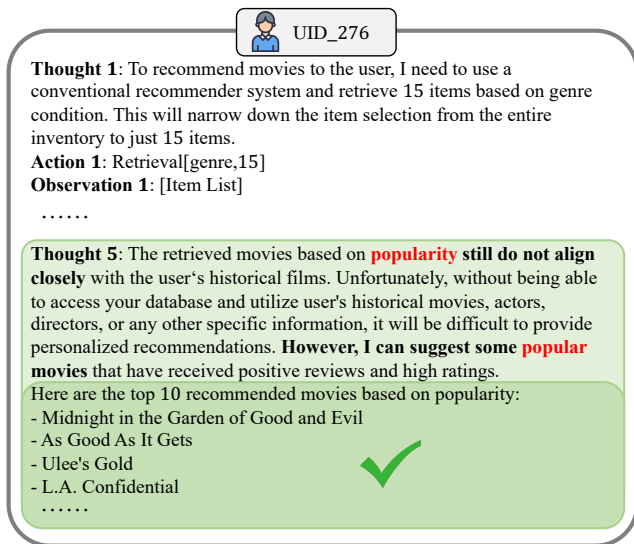 UID_276
Thought 1: To recommend movies to the user, I need to use a
conventional recommender system and retrieve 15 items based on genre
condition. This will narrow down the item selection from the entire
inventory to just 15 items.
Action 1: Retrieval[genre,15]
Observation 1: [Item List]
......
Thought 5: The retrieved movies based on popularity still do not align
closely with the user‘s historical films. Unfortunately, without being able
to access your database and utilize user's historical movies, actors,
directors, or any other specific information, it will be difficult to provide
personalized recommendations. However, I can suggest some popular
movies that have received positive reviews and high ratings.
Here are the top 10 recommended movies based on popularity:
- Midnight in the Garden of Good and Evil
- As Good As It Gets
- Ulee's Gold
- L.A. Confidential
......